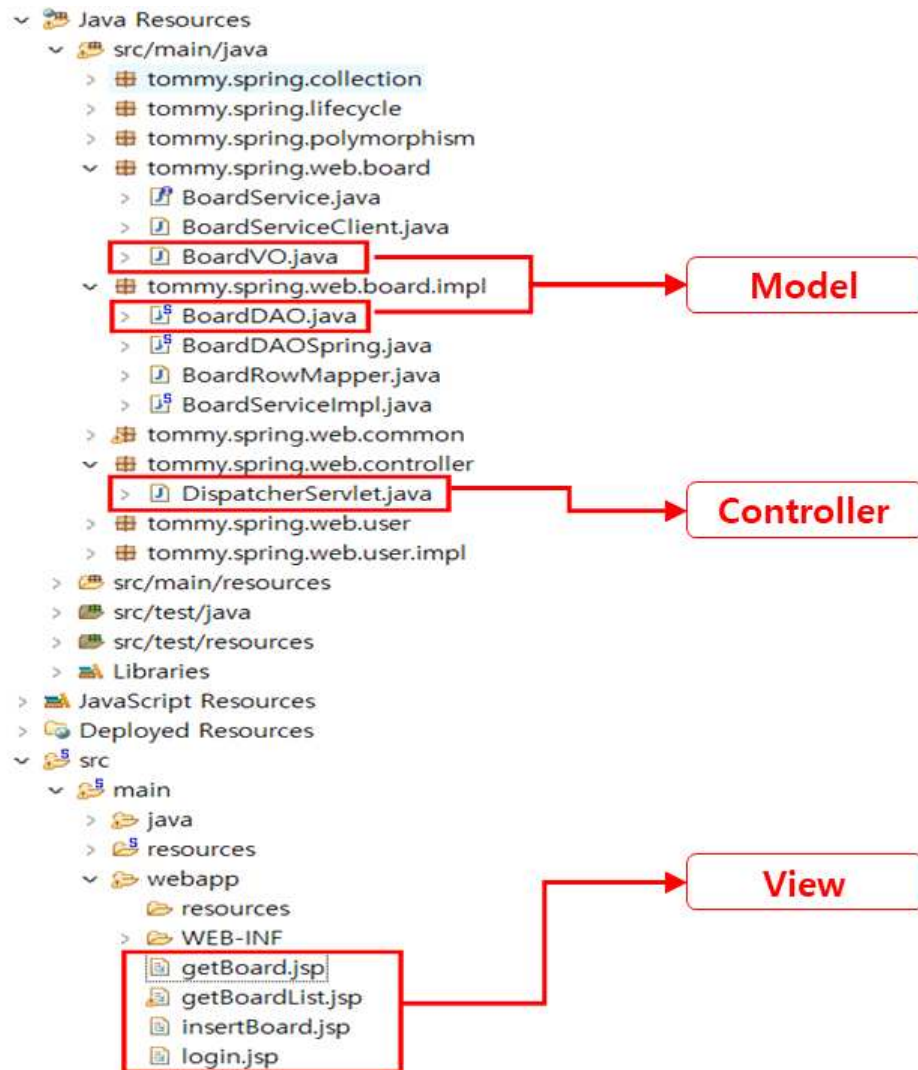 Java Resources
src/main/java
tommy.spring.collection
tommy.spring.lifecycle
tommy.spring.polymorphism
tommy.spring.web.board
BoardService.java
BoardServiceClient.java
BoardVO.java
tommy.spring.web.board.impl
Model
BoardDAO.java
BoardDAOSpring.java
BoardRowMapper.java
BoardServiceImpl.java
tommy.spring.web.common
tommy.spring.web.controller
DispatcherServlet.java
Controller
tommy.spring.web.user
tommy.spring.web.user.impl
src/main/resources
src/test/java
src/test/resources
Libraries
JavaScript Resources
Deployed Resources
src
main
java
resources
webapp
View
resources
WEB-INF
getBoard.jsp
getBoardList.jsp
insertBoard.jsp
login.jsp